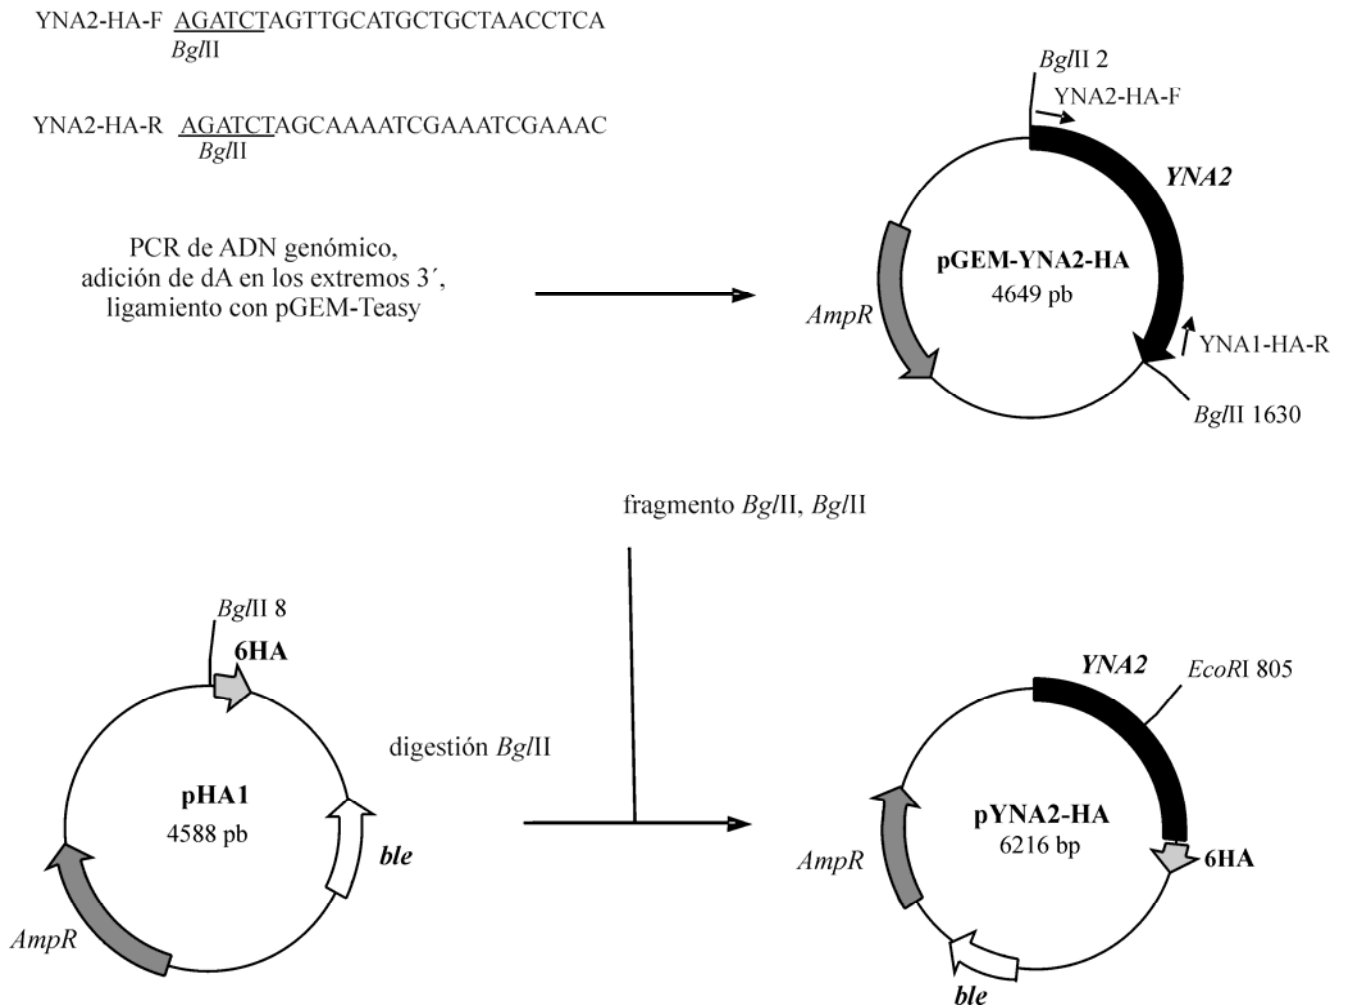 YNA2-HA-F AGATCTAGTTGCATGCTGCTAACCTCA
BglII
YNA2-HA-R AGATCTAGCAAAATCGAAATCGAAAC
BglII
PCR de ADN genómico,
adición de dA en los extremos 3´,
ligamiento con pGEM-Teasy
BglII 2
YNA2-HA-F
YNA2
pGEM-YNA2-HA
4649 pb
AmpR
YNA1-HA-R
BglII 1630
fragmento BglII, BglII
BglII 8
6HA
digestión BglII
pHA1
4588 pb
ble
AmpR
YNA2
EcoRI 805
pYNA2-HA
6216 bp
AmpR
6HA
ble